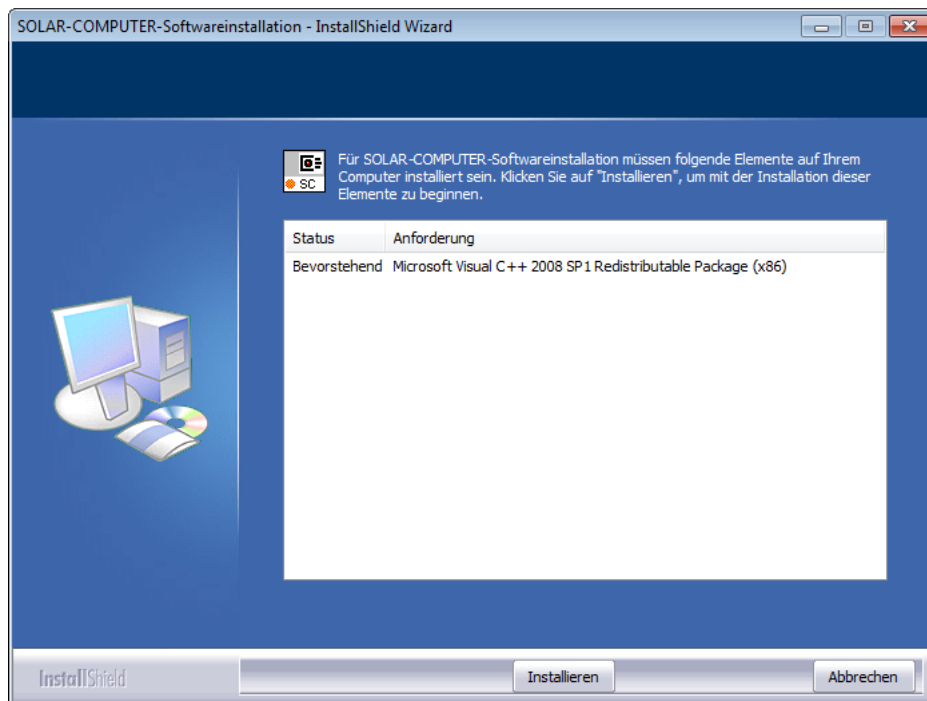 SOLAR-COMPUTER-Softwareinstallation - InstallShield Wizard
SC
Für SOLAR-COMPUTER-Softwareinstallation müssen folgende Elemente auf Ihrem
Computer installiert sein. Klicken Sie auf "Installieren", um mit der Installation dieser
Elemente zu beginnen.
Status Anforderung
Bevorstehend Microsoft Visual C++ 2008 SP1 Redistributable Package (x86)
InstallShield
Installieren Abbrechen